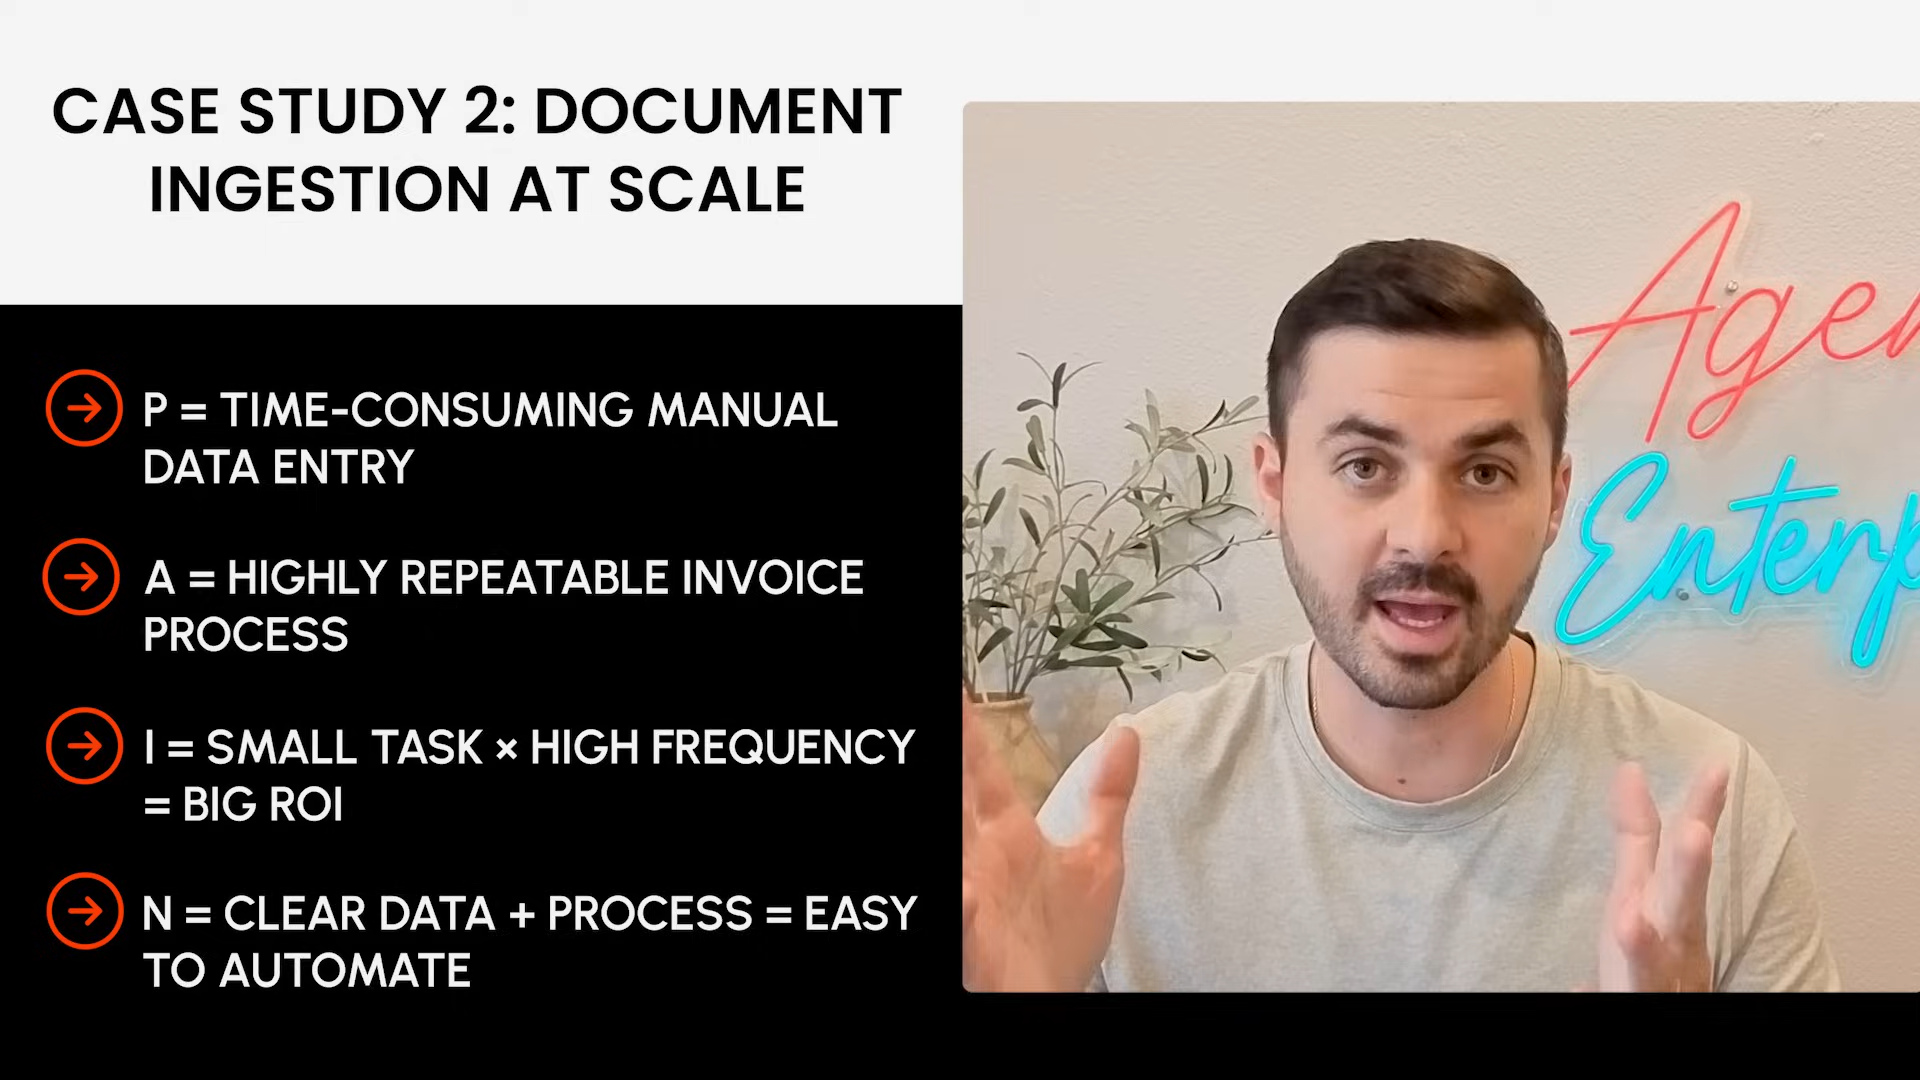 CASE STUDY 2: DOCUMENT
INGESTION AT SCALE
P = TIME-CONSUMING MANUAL
DATA ENTRY
A = HIGHLY REPEATABLE INVOICE
PROCESS
I = SMALL TASK × HIGH FREQUENCY
= BIG ROI
N = CLEAR DATA + PROCESS = EASY
TO AUTOMATE